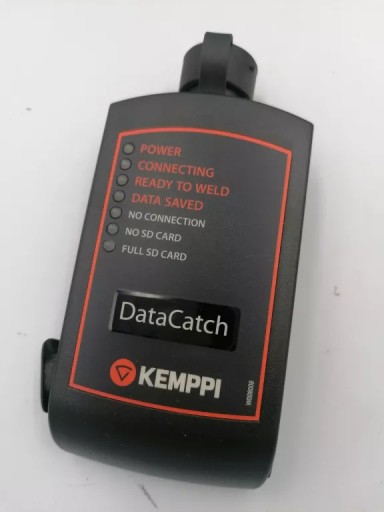 POWER
CONNECTING
READY TO WELD
DATA SAVED
NO CONNECTION
NO SD CARD
FULL SD CARD
DataCatch
KEMPPI